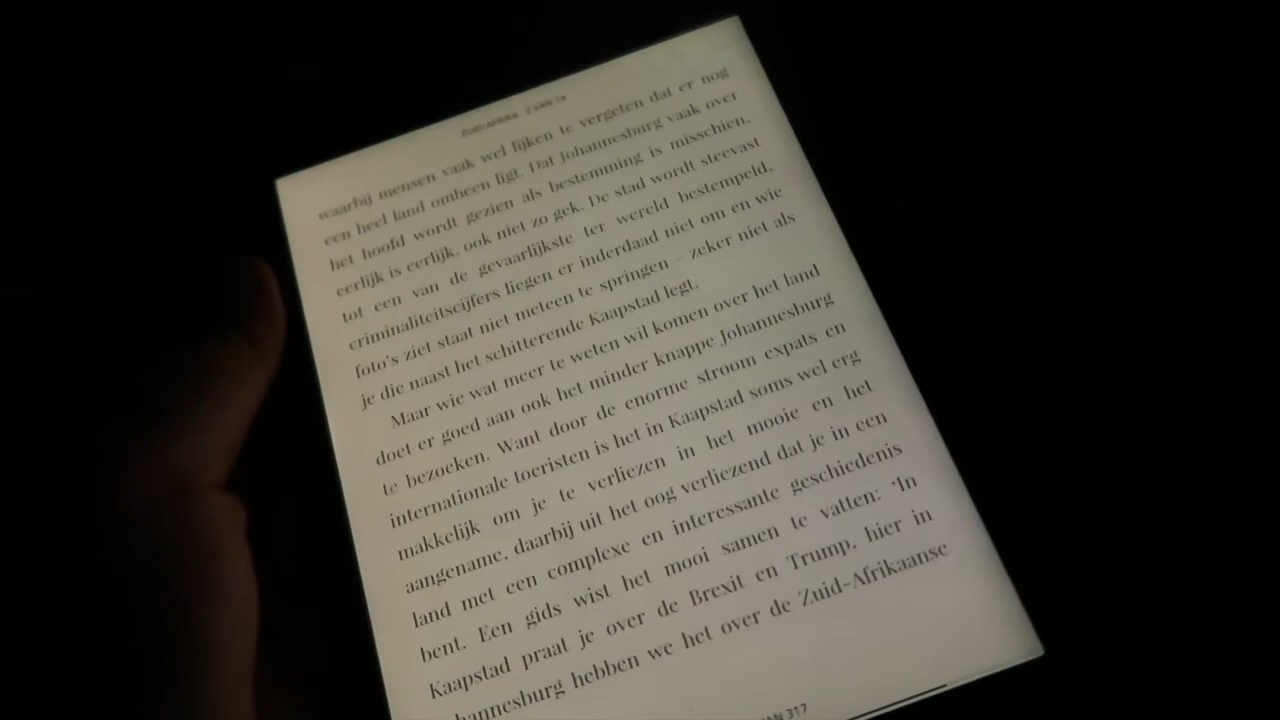 ZUID-AFRIKA 2 VAN 14
waarbij mensen vaak wel lijken te vergeten dat er nog
een heel land omheen ligt. Dat Johannesburg vaak over
het hoofd wordt gezien als bestemming is misschien,
eerlijk is eerlijk, ook niet zo gek. De stad wordt steevast
tot een van de gevaarlijkste ter wereld bestempeld,
criminaliteitscijfers liegen er inderdaad niet om en wie
foto's ziet staat niet meteen te springen – zeker niet als
je die naast het schitterende Kaapstad legt.
Maar wie wat meer te weten wil komen over het land
doet er goed aan ook het minder knappe Johannesburg
te bezoeken. Want door de enorme stroom expats en
internationale toeristen is het in Kaapstad soms wel erg
makkelijk om je te verliezen in het mooie en het
aangename, daarbij uit het oog verliezend dat je in een
land met een complexe en interessante geschiedenis
bent. Een gids wist het mooi samen te vatten: 'In
Kaapstad praat je over de Brexit en Trump, hier in
hannesburg hebben we het over de Zuid-Afrikaanse
AN 317